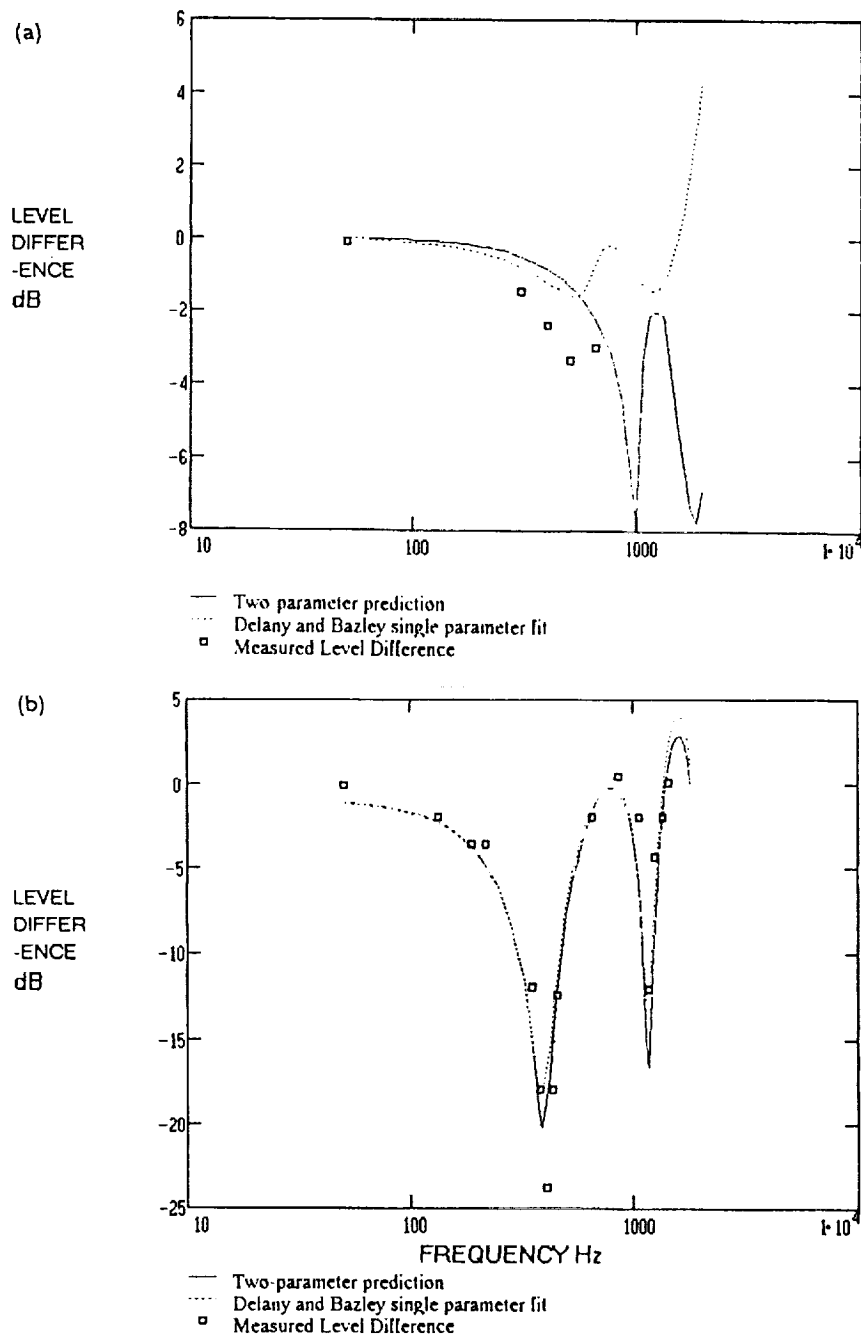 (a)
6
4
2
0
-2
-4
-6
-8
LEVEL
DIFFER
-ENCE
dB
10
100
1000
1·10⁴
Two parameter prediction
Delany and Bazley single parameter fit
Measured Level Difference
(b)
5
0
-5
-10
-15
-20
-25
LEVEL
DIFFER
-ENCE
dB
10
100
1000
1·10⁴
FREQUENCY Hz
Two-parameter prediction
Delany and Bazley single parameter fit
Measured Level Difference